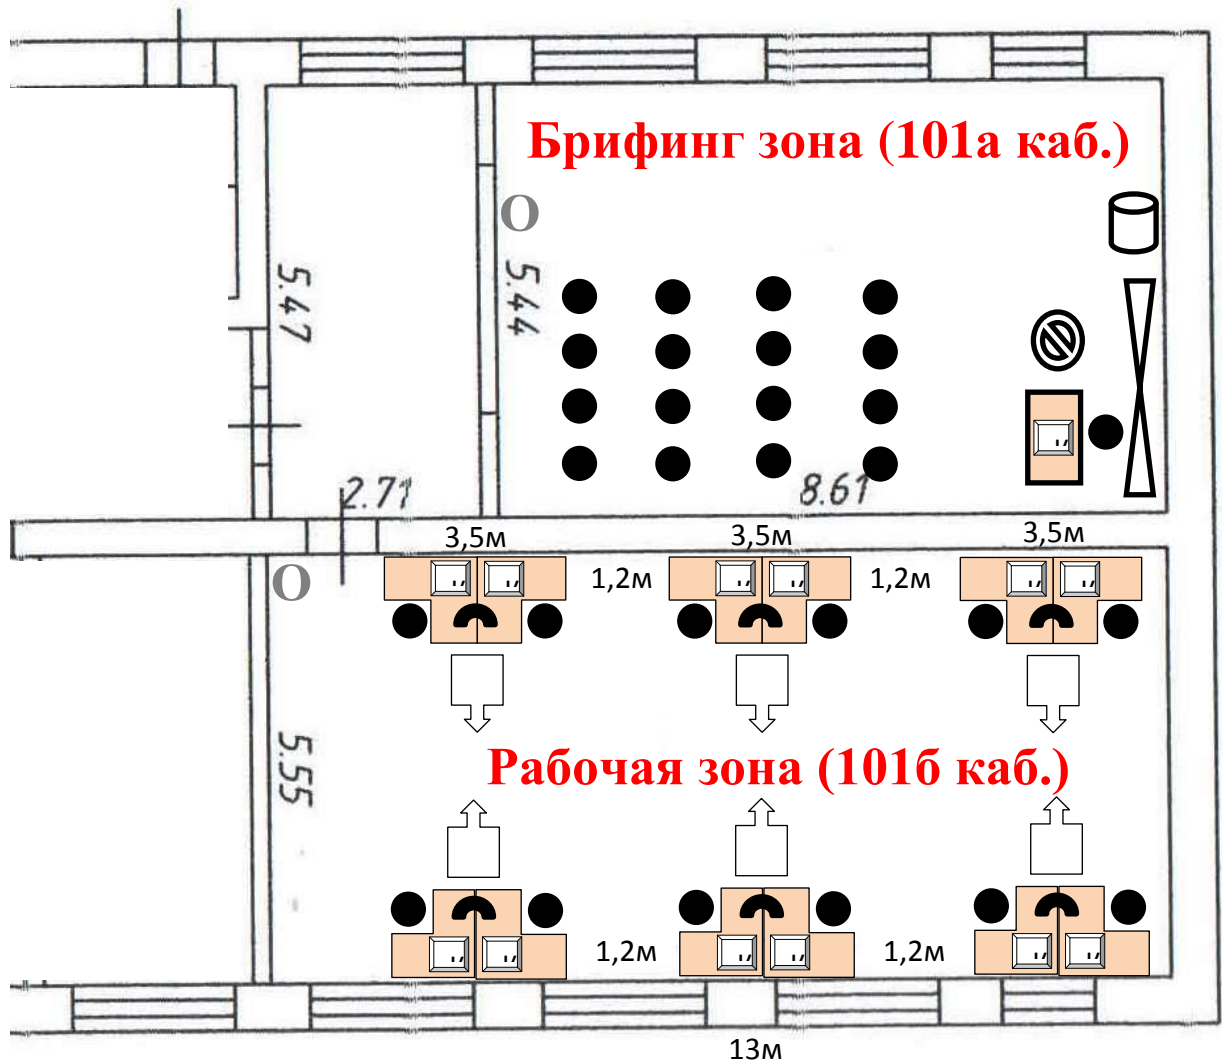 Брифинг зона (101а каб.)
О
5.47
5.44
2.71
8.61
3,5м
3,5м
3,5м
О
1,2м
1,2м
5.55
Рабочая зона (101б каб.)
1,2м
1,2м
13м